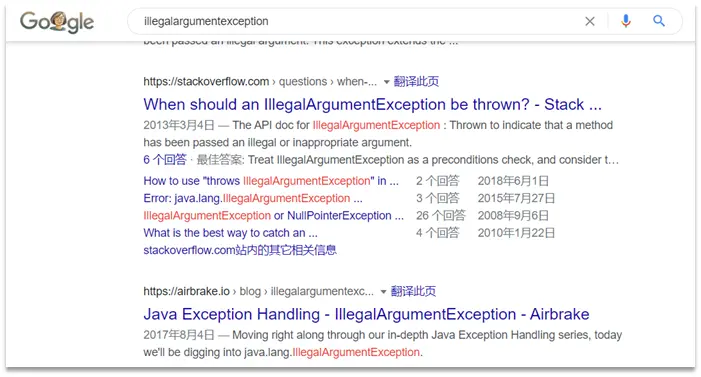 Google
illegalargumentexception
been passed an illegal argument. This exception extends the ...
https://stackoverflow.com › questions › when-... 翻译此页
When should an IllegalArgumentException be thrown? - Stack ...
2013年3月4日 — The API doc for IllegalArgumentException : Thrown to indicate that a method
has been passed an illegal or inappropriate argument.
6 个回答 · 最佳答案: Treat IllegalArgumentException as a preconditions check, and consider t...
How to use "throws IllegalArgumentException" in ... 2 个回答 2018年6月1日
Error: java.lang.IllegalArgumentException ... 3 个回答 2015年7月27日
IllegalArgumentException or NullPointerException ... 26 个回答 2008年9月6日
What is the best way to catch an ... 4 个回答 2010年1月22日
stackoverflow.com站内的其它相关信息
https://airbrake.io › blog › illegalargumentexc... 翻译此页
Java Exception Handling - IllegalArgumentException - Airbrake
2017年8月4日 — Moving right along through our in-depth Java Exception Handling series, today
we'll be digging into java.lang.IllegalArgumentException.